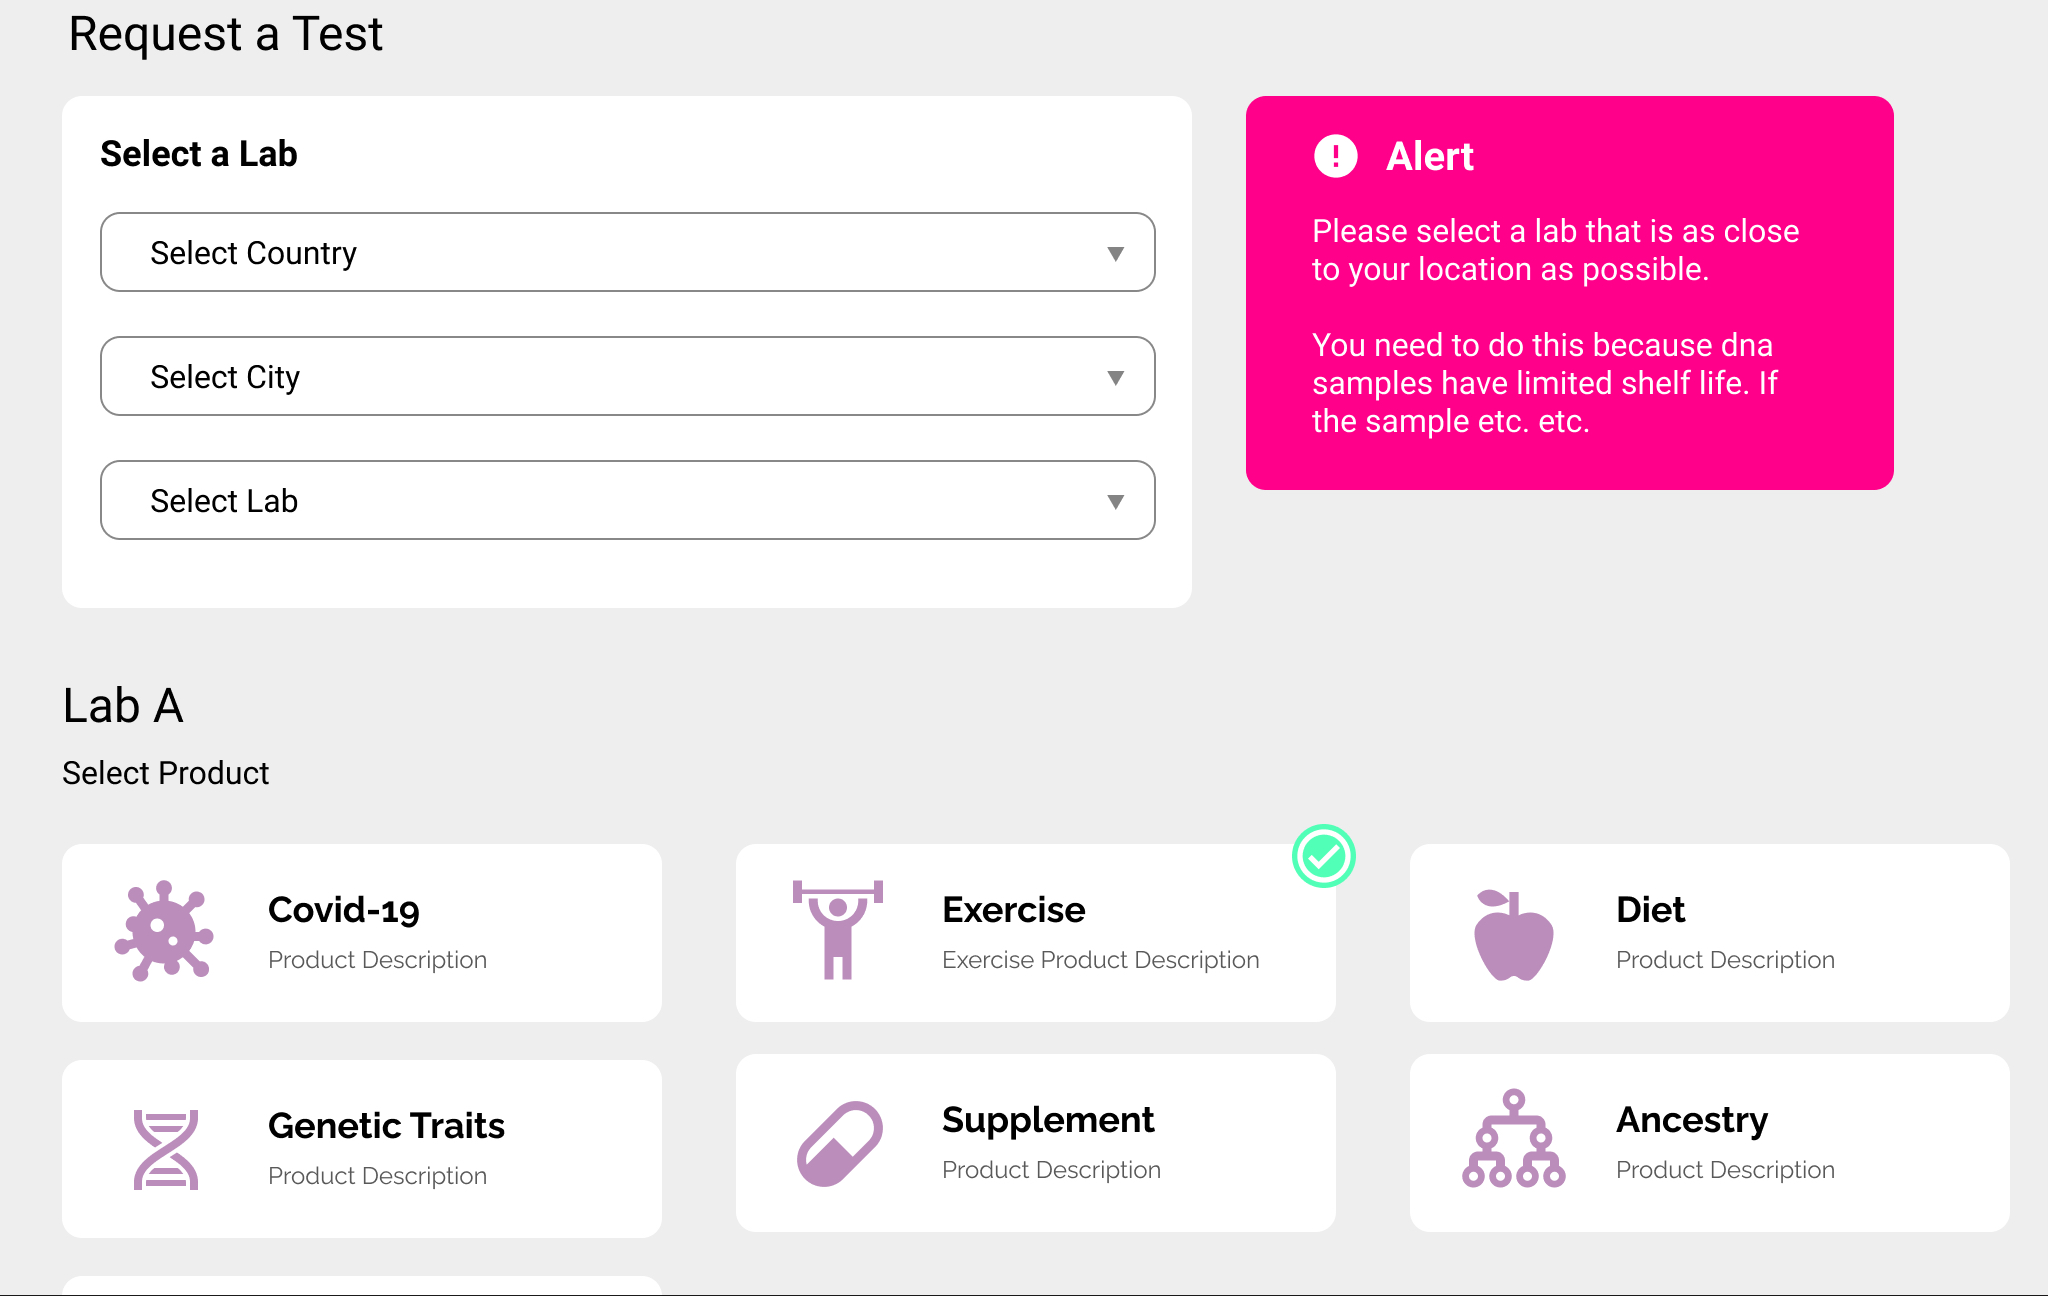 Request a Test
Select a Lab
Select Country
Select City
Select Lab
Alert
Please select a lab that is as close
to your location as possible.
You need to do this because dna
samples have limited shelf life. If
the sample etc. etc.
Lab A
Select Product
Covid-19
Product Description
Exercise
Exercise Product Description
Diet
Product Description
Genetic Traits
Product Description
Supplement
Product Description
Ancestry
Product Description